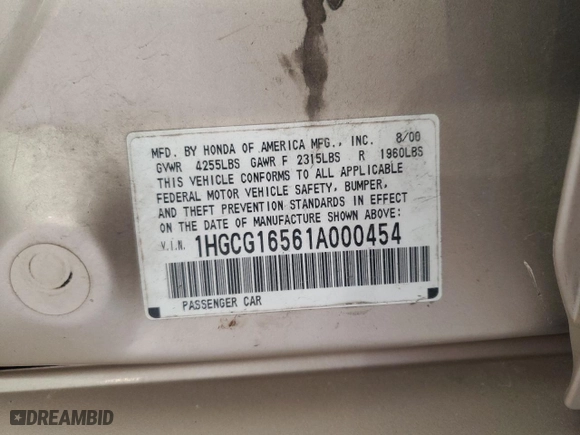 MFD. BY HONDA OF AMERICA MFG., INC. 8/00
GVWR 4255LBS GAWR F 2315LBS R 1960LBS
THIS VEHICLE CONFORMS TO ALL APPLICABLE
FEDERAL MOTOR VEHICLE SAFETY, BUMPER,
AND THEFT PREVENTION STANDARDS IN EFFECT
ON THE DATE OF MANUFACTURE SHOWN ABOVE:
V.I.N. 1HGCG16561A000454
PASSENGER CAR
DREAMBID